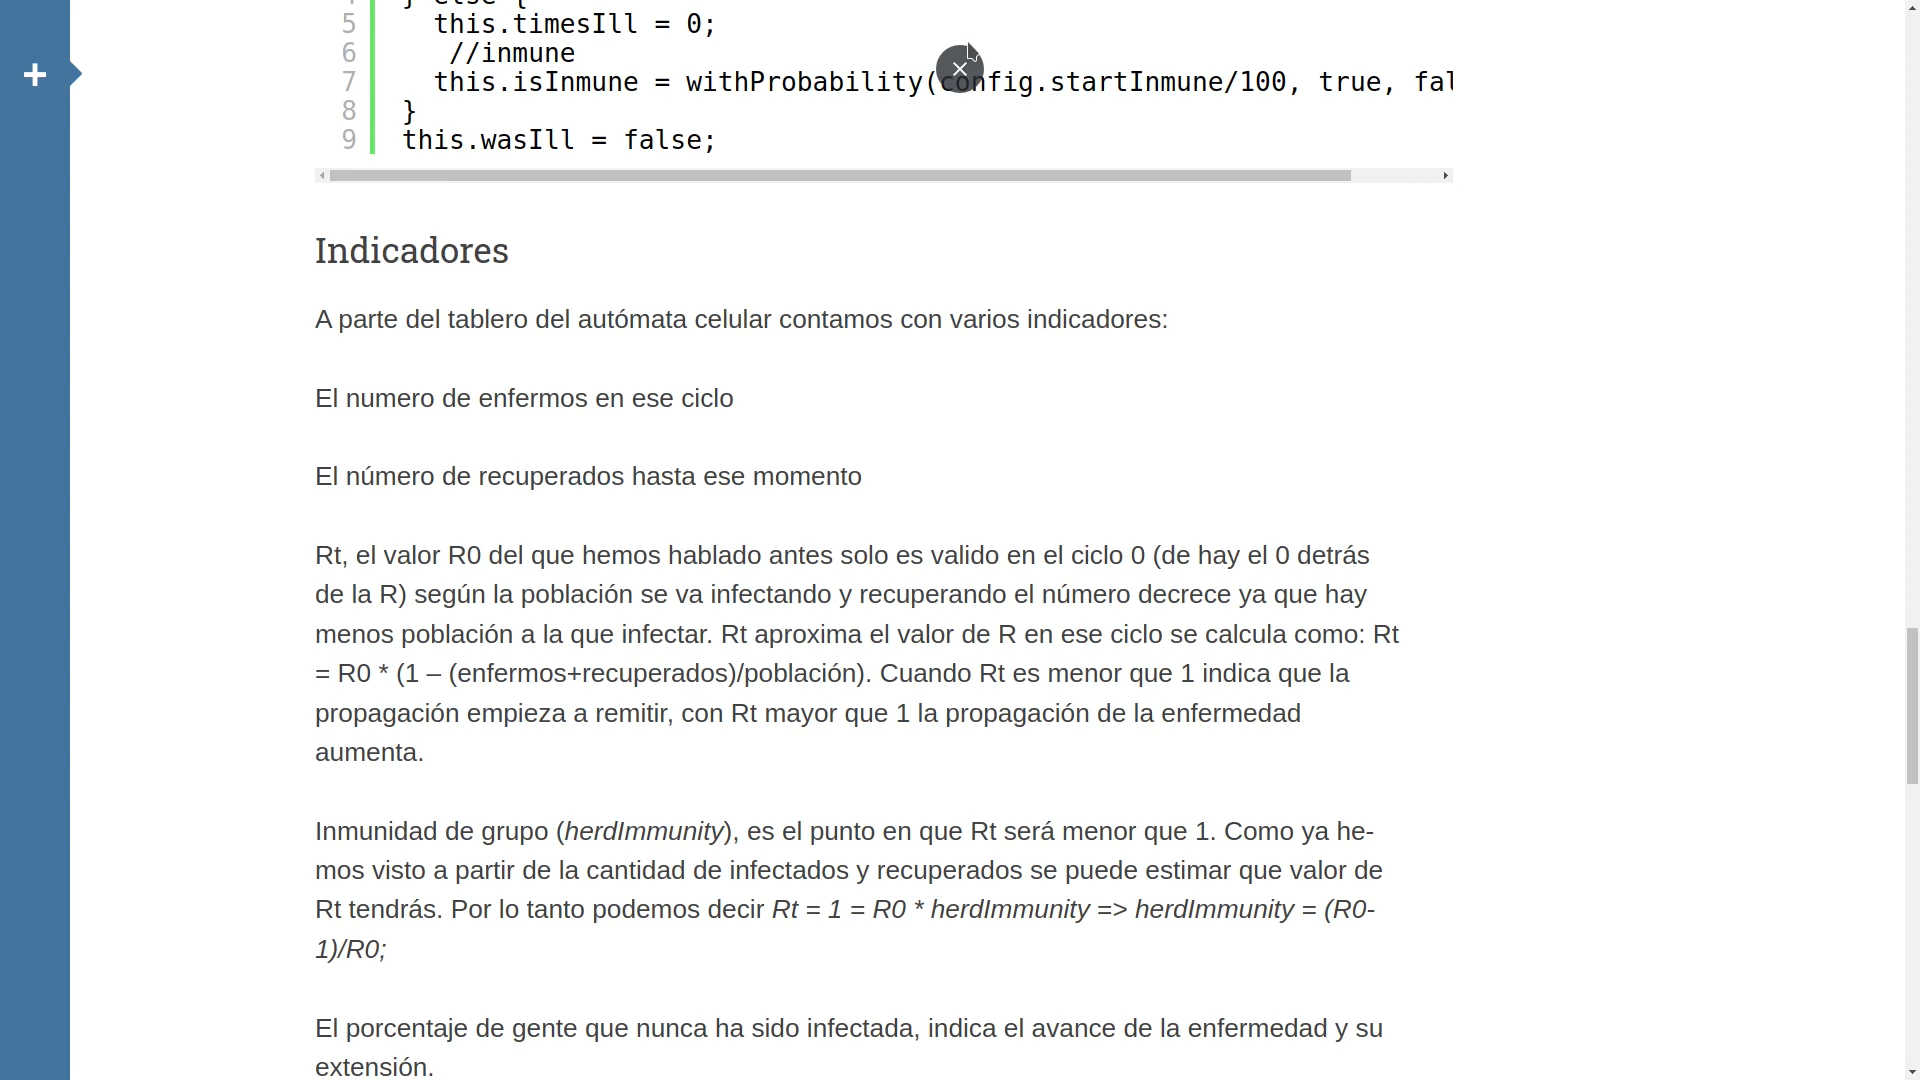 4 } else {
5 this.timesIll = 0;
6 //inmune
7 this.isInmune = withProbability(config.startInmune/100, true, fal
8 }
9 this.wasIll = false;
Indicadores
A parte del tablero del autómata celular contamos con varios indicadores:
El numero de enfermos en ese ciclo
El número de recuperados hasta ese momento
Rt, el valor R0 del que hemos hablado antes solo es valido en el ciclo 0 (de hay el 0 detrás
de la R) según la población se va infectando y recuperando el número decrece ya que hay
menos población a la que infectar. Rt aproxima el valor de R en ese ciclo se calcula como: Rt
= R0 * (1 – (enfermos+recuperados)/población). Cuando Rt es menor que 1 indica que la
propagación empieza a remitir, con Rt mayor que 1 la propagación de la enfermedad
aumenta.
Inmunidad de grupo (herdImmunity), es el punto en que Rt será menor que 1. Como ya he-
mos visto a partir de la cantidad de infectados y recuperados se puede estimar que valor de
Rt tendrás. Por lo tanto podemos decir Rt = 1 = R0 * herdImmunity => herdImmunity = (R0-
1)/R0;
El porcentaje de gente que nunca ha sido infectada, indica el avance de la enfermedad y su
extensión.